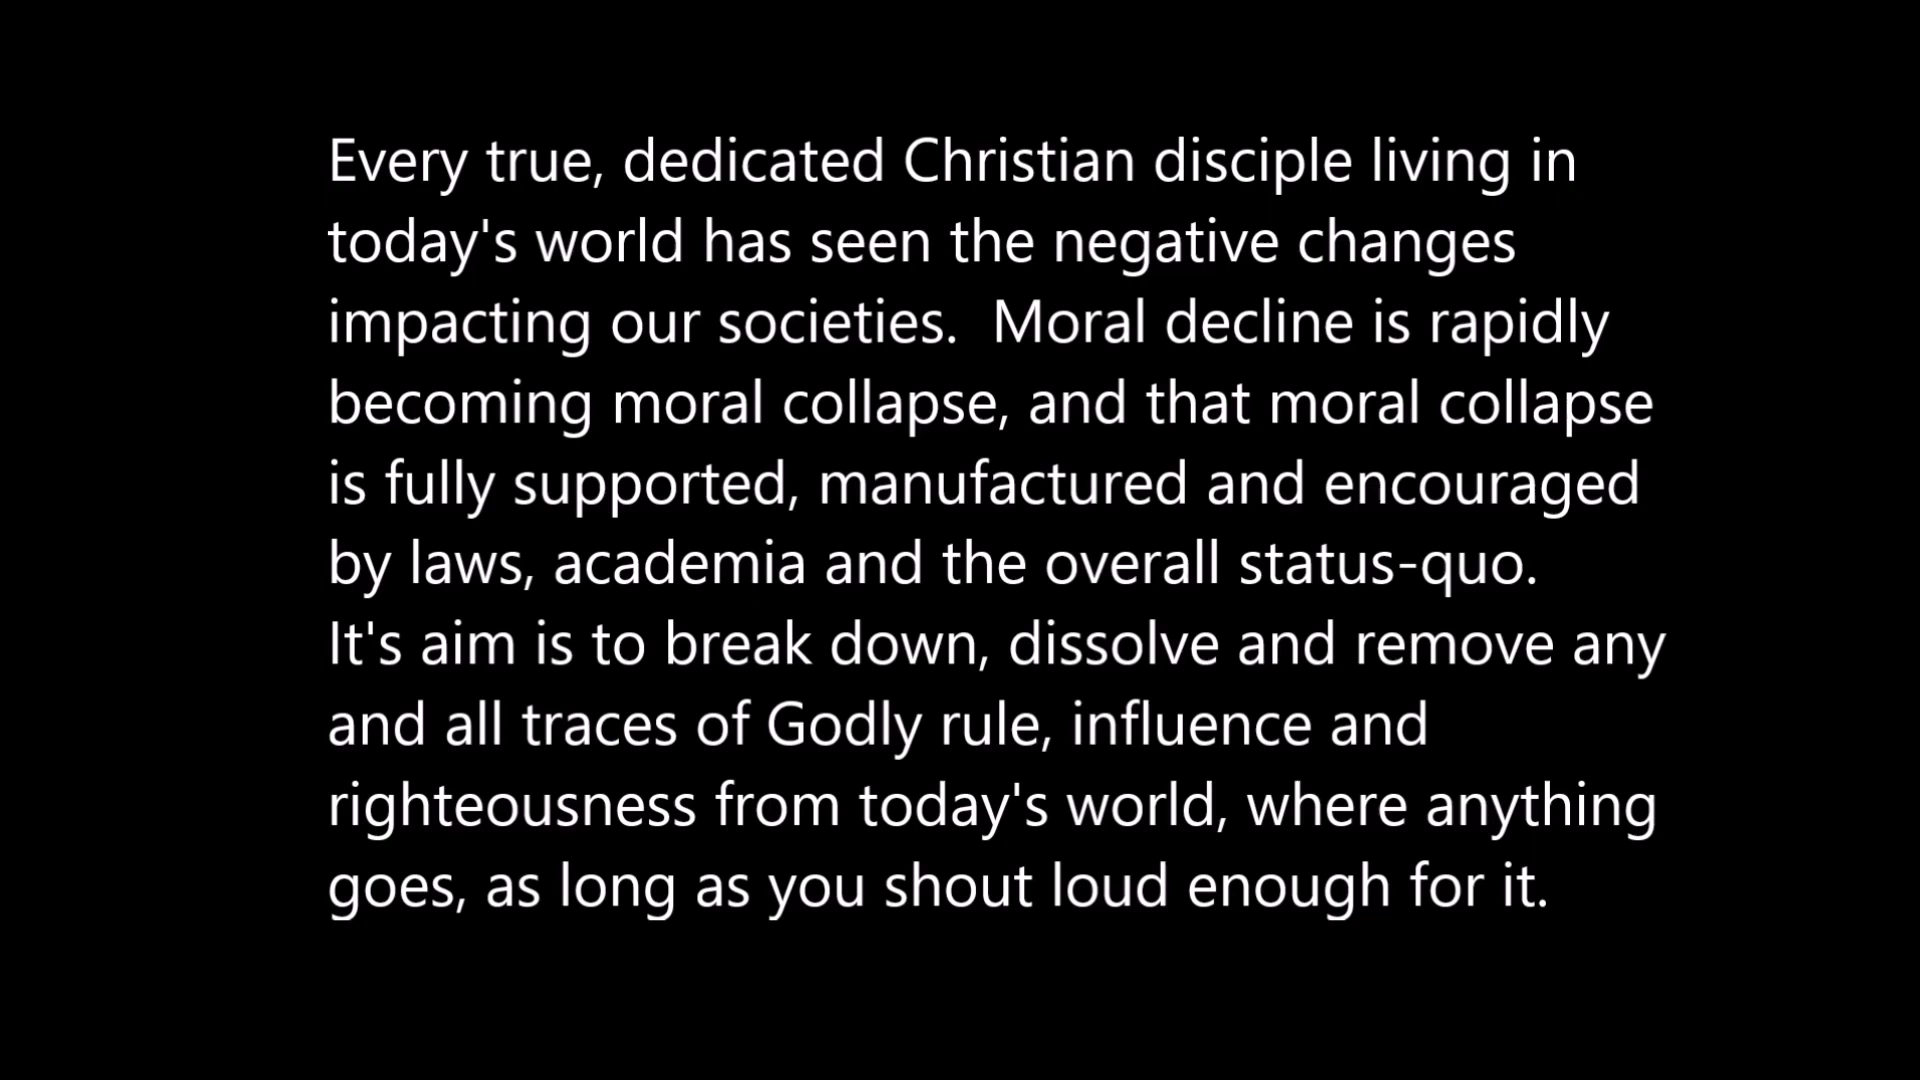 Every true, dedicated Christian disciple living in
today's world has seen the negative changes
impacting our societies.  Moral decline is rapidly
becoming moral collapse, and that moral collapse
is fully supported, manufactured and encouraged
by laws, academia and the overall status-quo.
It's aim is to break down, dissolve and remove any
and all traces of Godly rule, influence and
righteousness from today's world, where anything
goes, as long as you shout loud enough for it.